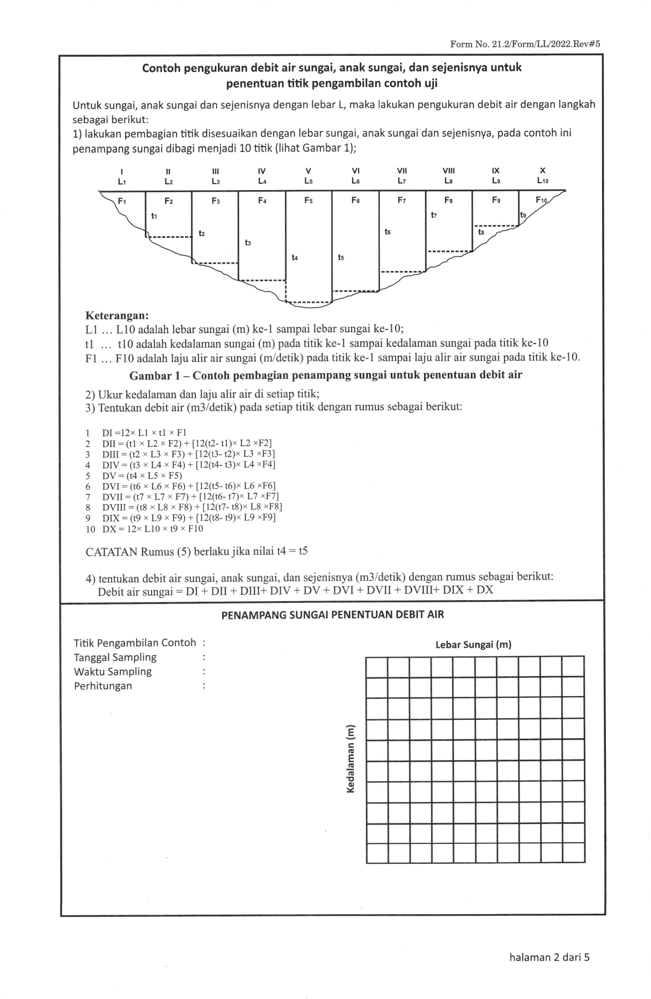 Form No. 21.2/Form/LL/2022.Rev#5
Contoh pengukuran debit air sungai, anak sungai, dan sejenisnya untuk
penentuan titik pengambilan contoh uji
Untuk sungai, anak sungai dan sejenisnya dengan lebar L, maka lakukan pengukuran debit air dengan langkah
sebagai berikut:
1) lakukan pembagian titik disesuaikan dengan lebar sungai, anak sungai dan sejenisnya, pada contoh ini
penampang sungai dibagi menjadi 10 titik (lihat Gambar 1);
I II III IV V VI VII VIII IX X
L1 L2 L3 L4 L5 L6 L7 L8 L9 L10
F1 F2 F3 F4 F5 F6 F7 F8 F9 F10
t1 t7 t9
t2 t6 t8
t3
t4 t5
Keterangan:
L1 ... L10 adalah lebar sungai (m) ke-1 sampai lebar sungai ke-10;
t1 ... t10 adalah kedalaman sungai (m) pada titik ke-1 sampai kedalaman sungai pada titik ke-10
F1 ... F10 adalah laju alir air sungai (m/detik) pada titik ke-1 sampai laju alir air sungai pada titik ke-10.
Gambar 1 – Contoh pembagian penampang sungai untuk penentuan debit air
2) Ukur kedalaman dan laju alir air di setiap titik;
3) Tentukan debit air (m3/detik) pada setiap titik dengan rumus sebagai berikut:
1 DI =12× L1 × t1 × F1
2 DII = (t1 × L2 × F2) + [12(t2- t1)× L2 ×F2]
3 DIII = (t2 × L3 × F3) + [12(t3- t2)× L3 ×F3]
4 DIV = (t3 × L4 × F4) + [12(t4- t3)× L4 ×F4]
5 DV = (t4 × L5 × F5)
6 DVI = (t6 × L6 × F6) + [12(t5- t6)× L6 ×F6]
7 DVII = (t7 × L7 × F7) + [12(t6- t7)× L7 ×F7]
8 DVIII = (t8 × L8 × F8) + [12(t7- t8)× L8 ×F8]
9 DIX = (t9 × L9 × F9) + [12(t8- t9)× L9 ×F9]
10 DX = 12× L10 × t9 × F10
CATATAN Rumus (5) berlaku jika nilai t4 = t5
4) tentukan debit air sungai, anak sungai, dan sejenisnya (m3/detik) dengan rumus sebagai berikut:
Debit air sungai = DI + DII + DIII+ DIV + DV + DVI + DVII + DVIII+ DIX + DX
PENAMPANG SUNGAI PENENTUAN DEBIT AIR
Titik Pengambilan Contoh :
Tanggal Sampling :
Waktu Sampling :
Perhitungan :
Lebar Sungai (m)
Kedalaman (m)
halaman 2 dari 5